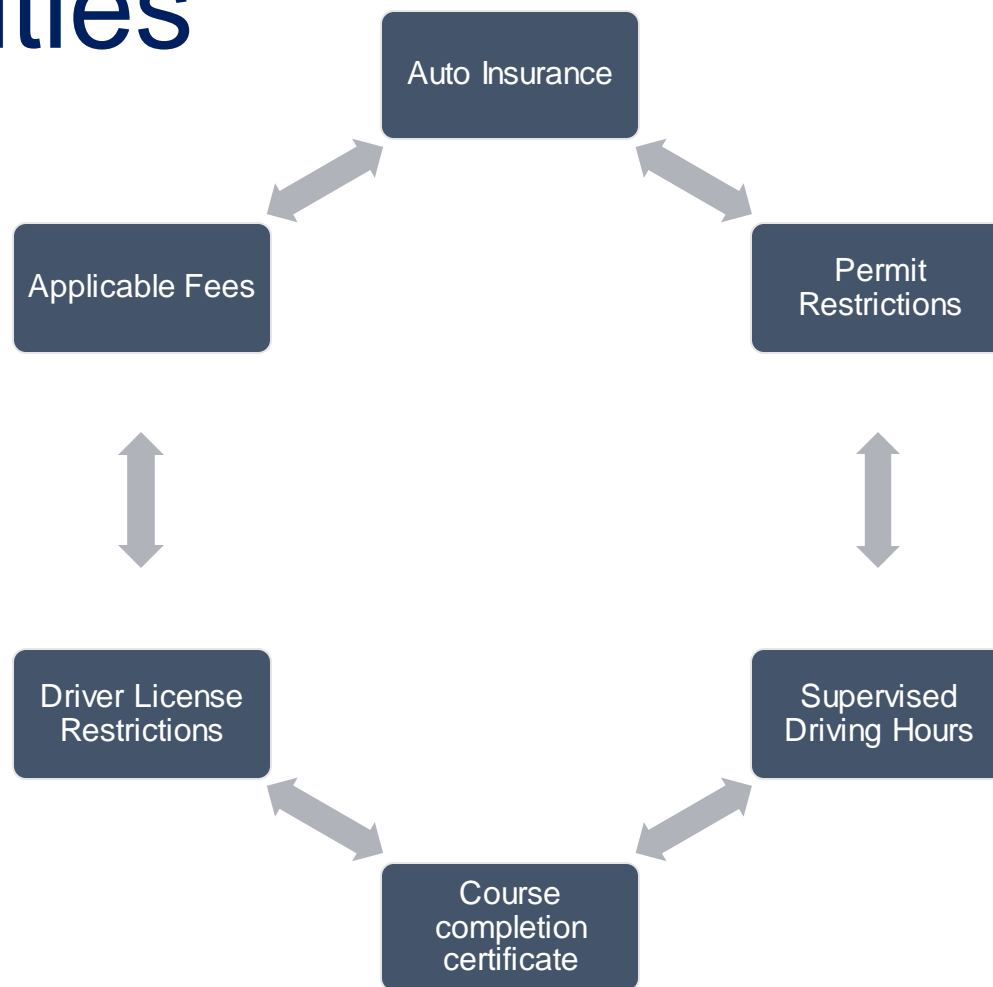 ities
Auto Insurance
Applicable Fees
Permit
Restrictions
Driver License
Restrictions
Supervised
Driving Hours
Course
completion
certificate